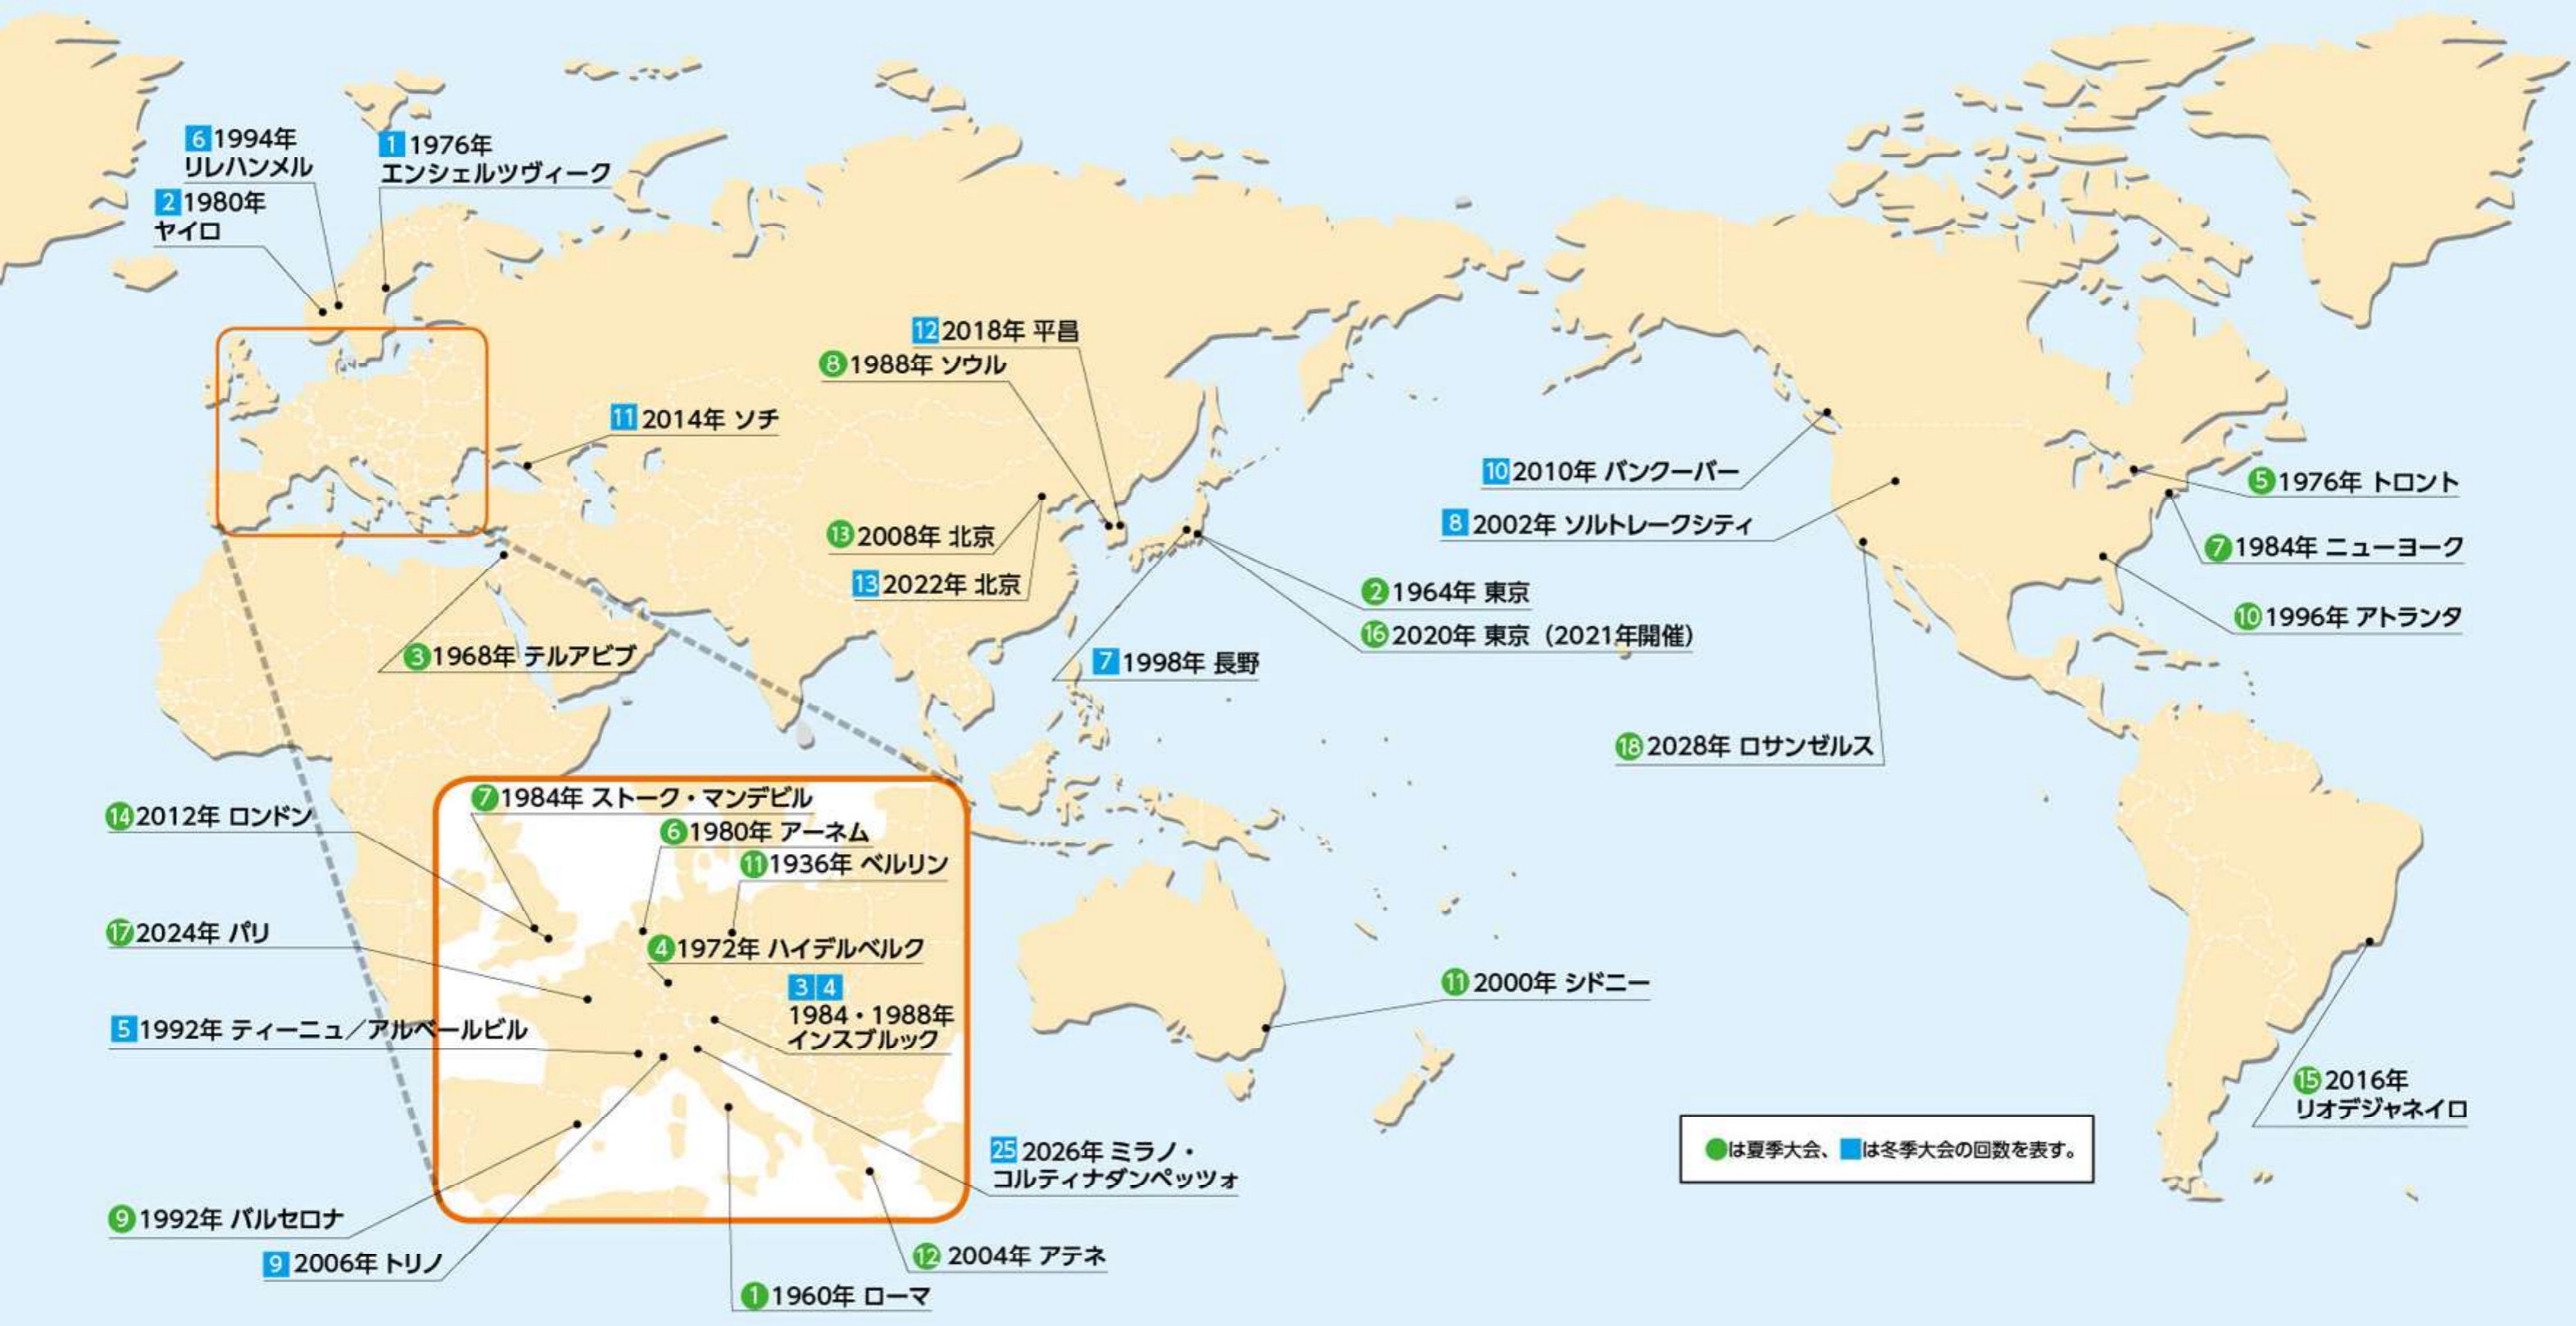 6 1994年
リレハンメル
1 1976年
エンシェルツヴィーク
2 1980年
ヤイロ
12 2018年 平昌
8 1988年 ソウル
11 2014年 ソチ
13 2008年 北京
13 2022年 北京
3 1968年 テルアビブ
10 2010年 バンクーバー
8 2002年 ソルトレークシティ
5 1976年 トロント
7 1984年 ニューヨーク
10 1996年 アトランタ
2 1964年 東京
16 2020年 東京（2021年開催）
7 1998年 長野
18 2028年 ロサンゼルス
14 2012年 ロンドン
7 1984年 ストーク・マンデビル
6 1980年 アーネム
11 1936年 ベルリン
17 2024年 パリ
4 1972年 ハイデルベルク
3 4
1984・1988年
インスブルック
5 1992年 ティーニュ／アルベールビル
11 2000年 シドニー
15 2016年
リオデジャネイロ
25 2026年 ミラノ・
コルティナダンペッツォ
9 1992年 バルセロナ
9 2006年 トリノ
12 2004年 アテネ
1 1960年 ローマ
●は夏季大会、■は冬季大会の回数を表す。